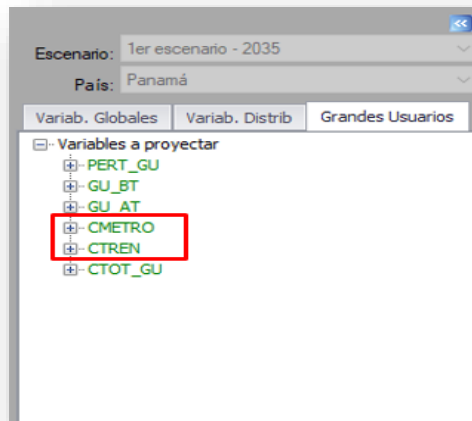 Escenario: 1er escenario - 2035
País: Panamá
Variab. Globales Variab. Distrib Grandes Usuarios
Variables a proyectar
PERT_GU
GU_BT
GU_AT
CMETRO
CTREN
CTOT_GU